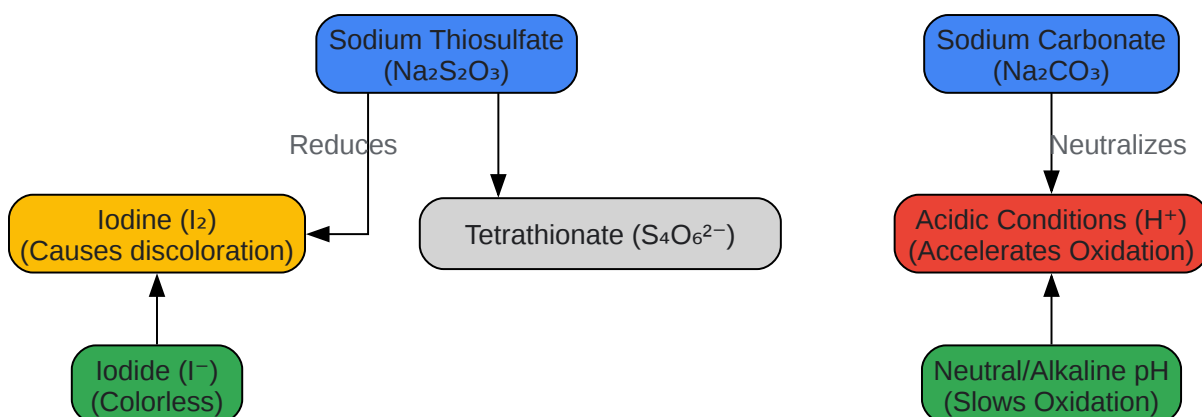 Sodium Thiosulfate
(Na₂S₂O₃)
Sodium Carbonate
(Na₂CO₃)
Reduces
Neutralizes
Iodine (I₂)
(Causes discoloration)
Tetrathionate (S₄O₆²⁻)
Acidic Conditions (H⁺)
(Accelerates Oxidation)
Iodide (I⁻)
(Colorless)
Neutral/Alkaline pH
(Slows Oxidation)